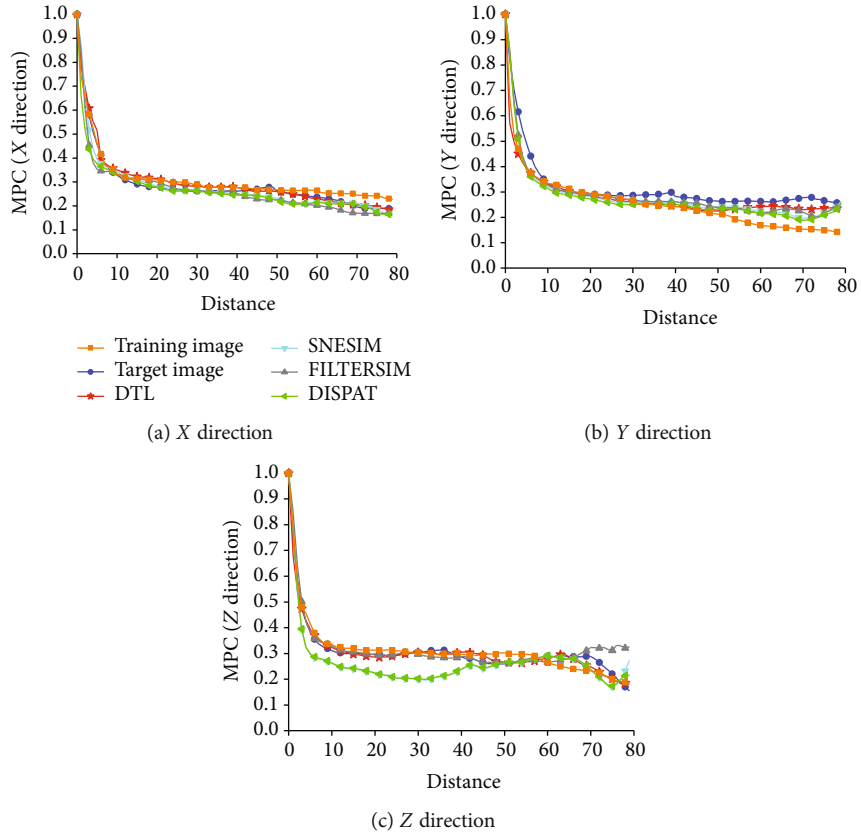 MPC (X direction)
1.0
0.9
0.8
0.7
0.6
0.5
0.4
0.3
0.2
0.1
0.0
0 10 20 30 40 50 60 70 80
Distance
MPC (Y direction)
1.0
0.9
0.8
0.7
0.6
0.5
0.4
0.3
0.2
0.1
0.0
0 10 20 30 40 50 60 70 80
Distance
Training image
Target image
DTL
SNESIM
FILTERSIM
DISPAT
(a) X direction
(b) Y direction
MPC (Z direction)
1.0
0.9
0.8
0.7
0.6
0.5
0.4
0.3
0.2
0.1
0.0
0 10 20 30 40 50 60 70 80
Distance
(c) Z direction